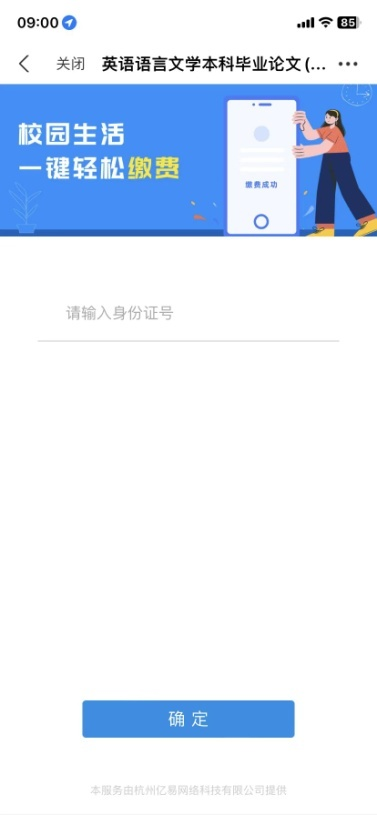 09:00
85
关闭 英语语言文学本科毕业论文 (...
校园生活
一键轻松缴费
缴费成功
请输入身份证号
确定
本服务由杭州亿易网络科技有限公司提供